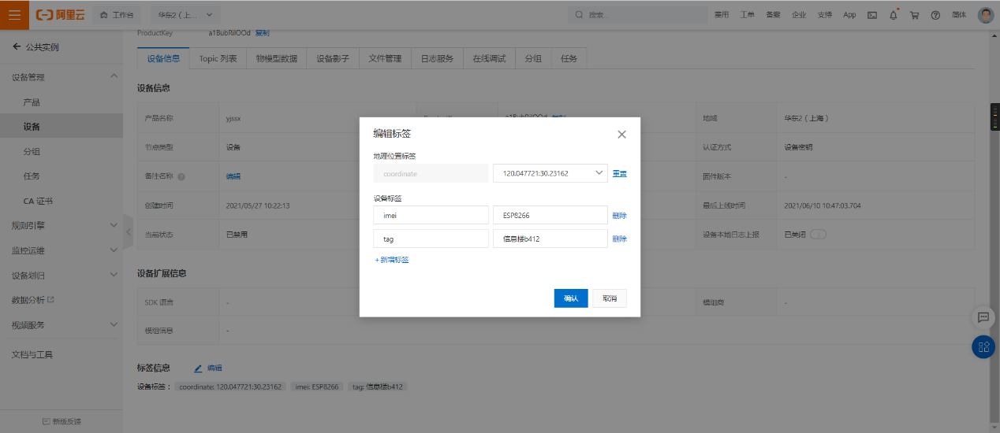 阿里云 工作台 华东2（上... 搜索... 费用 工单 备案 企业 支持 App 简体
公共实例
设备管理
产品
设备
分组
任务
CA 证书
规则引擎
监控运维
设备划归
数据分析
视频服务
文档与工具
新版反馈
ProductKey a1BubRilOOd 复制
设备信息 Topic 列表 物模型数据 设备影子 文件管理 日志服务 在线调试 分组 任务
设备信息
产品名称 yjssx a1BubRilOOd 复制 地域 华东2（上海）
节点类型 设备 认证方式 设备密钥
备注名称 编辑 固件版本 -
创建时间 2021/05/27 10:22:13 最后上线时间 2021/06/10 10:47:03.704
当前状态 已禁用 设备本地日志上报 已关闭
设备扩展信息
SDK 语言 - 模组商 -
模组信息 -
标签信息 编辑
设备标签： coordinate: 120.047721:30.23162 imei: ESP8266 tag: 信息楼b412
编辑标签
地理位置标签
coordinate 120.047721:30.23162 重置
设备标签
imei ESP8266 删除
tag 信息楼b412 删除
+新增标签
确认 取消